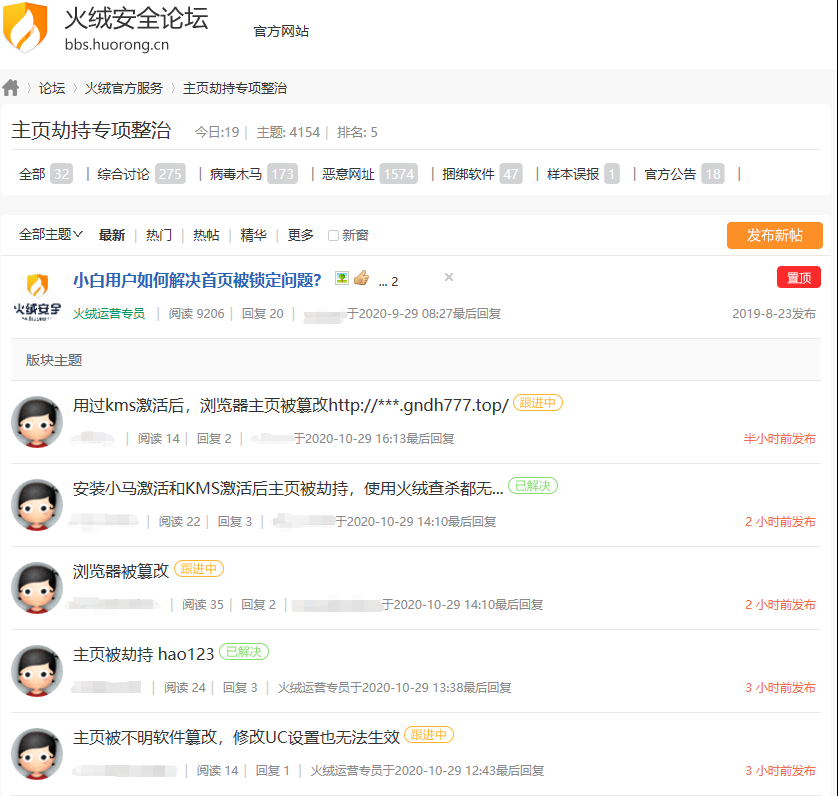 火绒安全论坛
bbs.huorong.cn
官方网站
论坛 〉 火绒官方服务 〉 主页劫持专项整治
主页劫持专项整治 今日:19 | 主题: 4154 | 排名: 5
全部 32 | 综合讨论 275 | 病毒木马 173 | 恶意网址 1574 | 捆绑软件 47 | 样本误报 1 | 官方公告 18 |
全部主题 最新 | 热门 | 热帖 | 精华 | 更多 新窗 发布新帖
小白用户如何解决首页被锁定问题? ... 2 × 置顶
火绒安全
火绒运营专员 | 阅读 9206 | 回复 20 | 于2020-9-29 08:27最后回复 2019-8-23发布
版块主题
用过kms激活后，浏览器主页被篡改http://***.gndh777.top/ 跟进中
| 阅读 14 | 回复 2 | 于2020-10-29 16:13最后回复 半小时前发布
安装小马激活和KMS激活后主页被劫持，使用火绒查杀都无... 已解决
| 阅读 22 | 回复 3 | 于2020-10-29 14:10最后回复 2 小时前发布
浏览器被篡改 跟进中
| 阅读 35 | 回复 2 | 于2020-10-29 14:10最后回复 2 小时前发布
主页被劫持 hao123 已解决
| 阅读 24 | 回复 3 | 火绒运营专员于2020-10-29 13:38最后回复 3 小时前发布
主页被不明软件篡改，修改UC设置也无法生效 跟进中
| 阅读 14 | 回复 1 | 火绒运营专员于2020-10-29 12:43最后回复 3 小时前发布